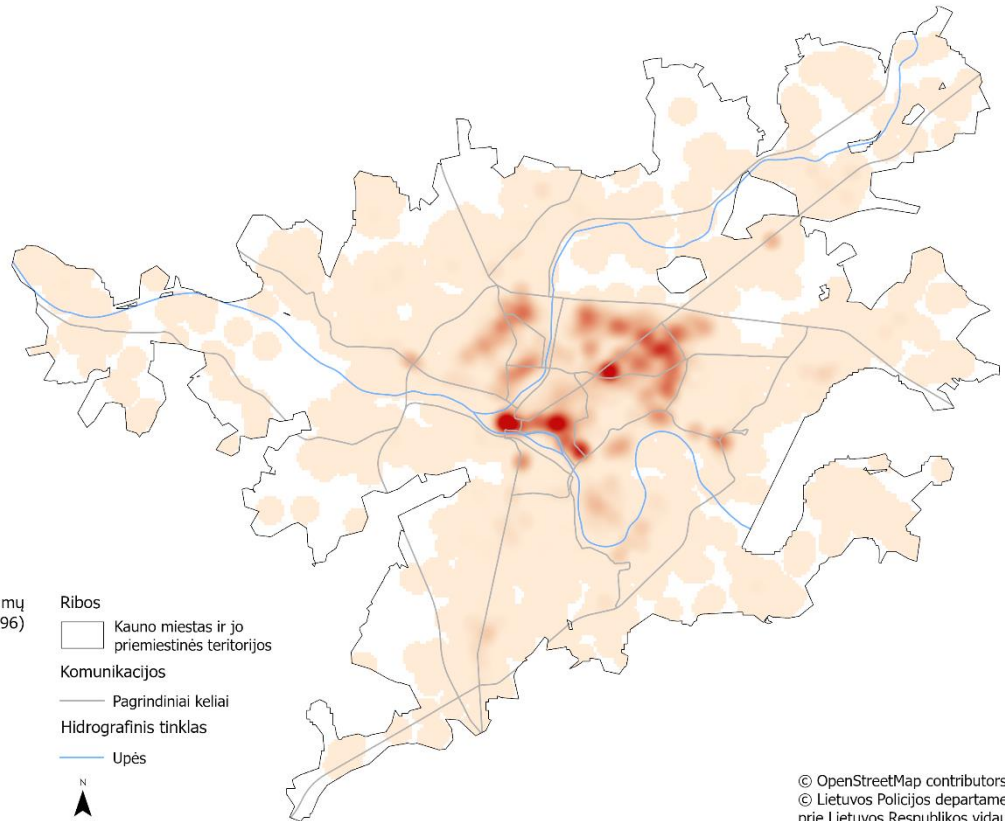 mų
96)
Ribos
Kauno miestas ir jo
priemiestinės teritorijos
Komunikacijos
Pagrindiniai keliai
Hidrografinis tinklas
Upės
N
© OpenStreetMap contributors
© Lietuvos Policijos departame
prie Lietuvos Respublikos vidau